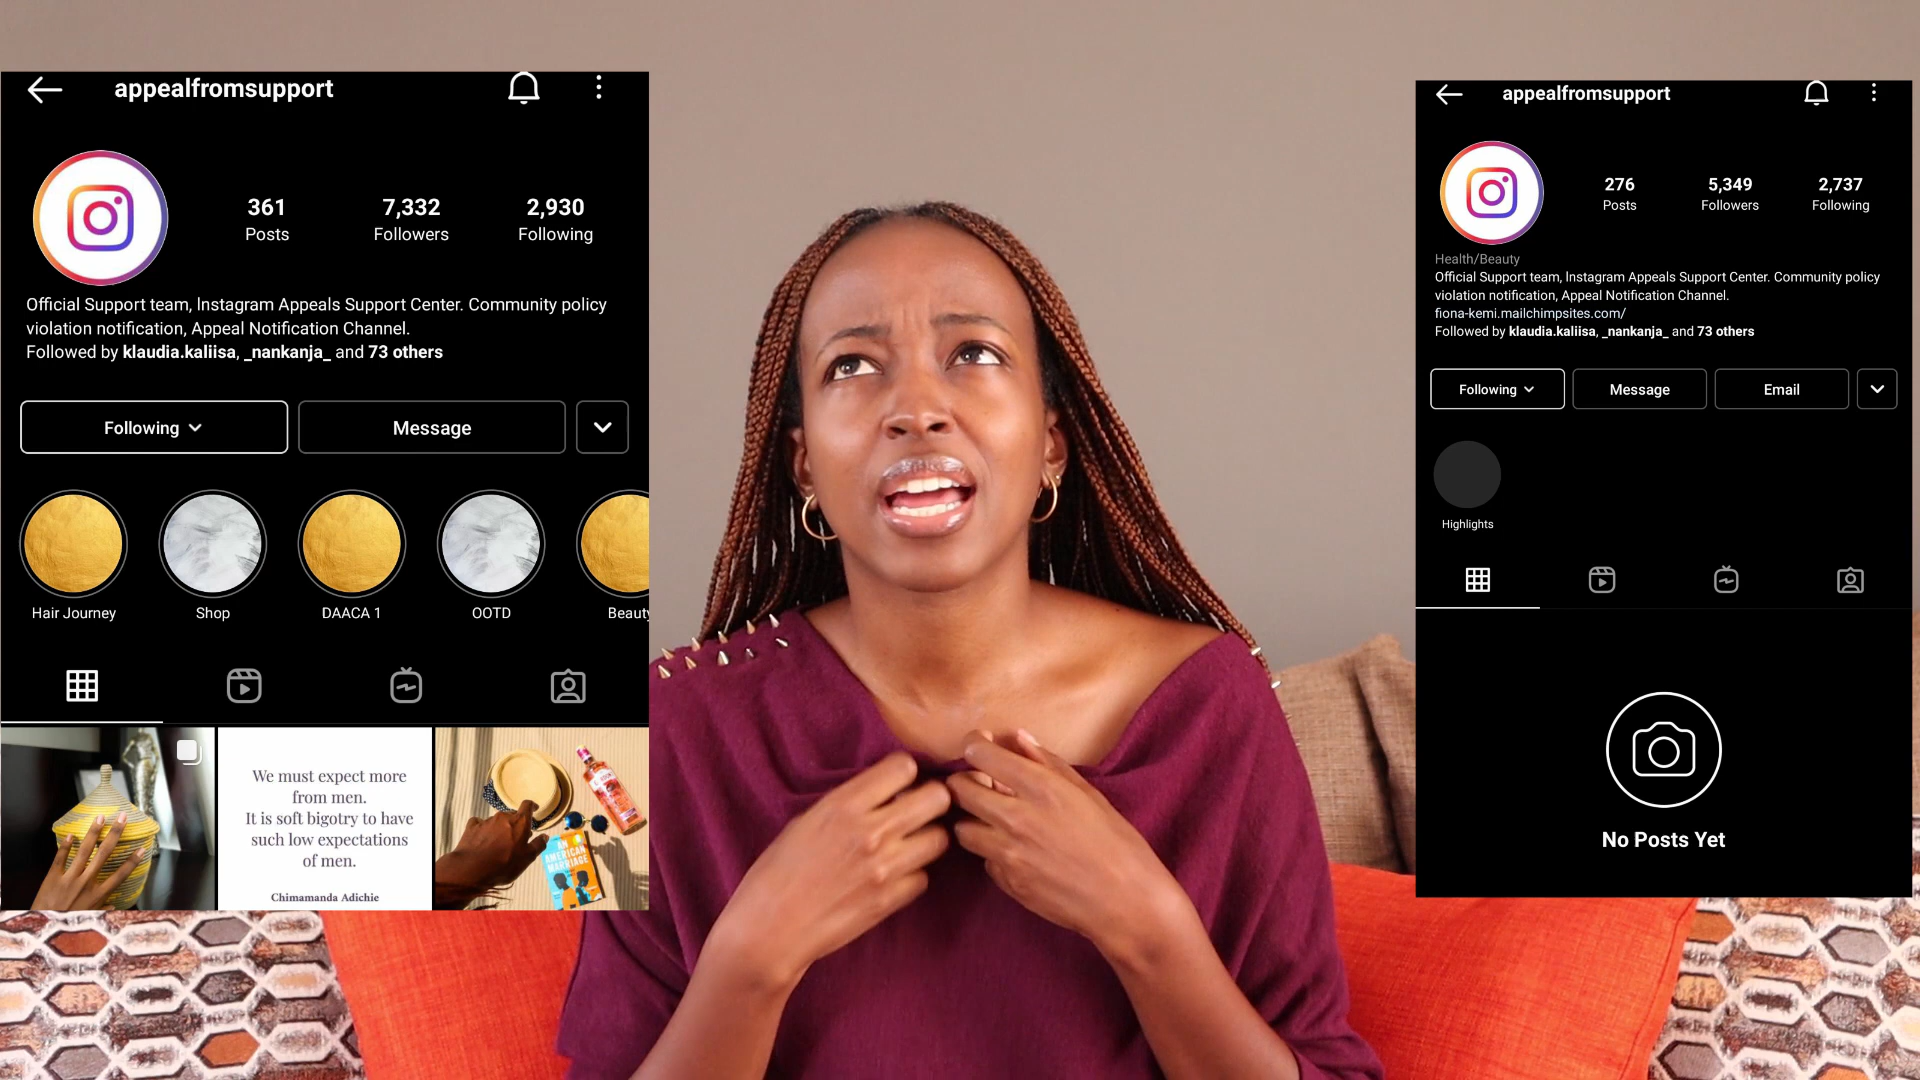 appealfromsupport
361
7,332
2,930
Posts
Followers
Following
Official Support team, Instagram Appeals Support Center. Community policy
violation notification, Appeal Notification Channel.
Followed by klaudia.kaliisa, _nankanja_ and 73 others
Following
Message
Hair Journey
Shop
DAACA 1
OOTD
Beauty
We must expect more
from men.
It is soft bigotry to have
such low expectations
of men.
Chimamanda Adichie
AN
AMERICAN
MARRIAGE
appealfromsupport
276
5,349
2,737
Posts
Followers
Following
Health/Beauty
Official Support team, Instagram Appeals Support Center. Community policy
violation notification, Appeal Notification Channel.
fiona-kemi.mailchimpsites.com/
Followed by klaudia.kaliisa, _nankanja_ and 73 others
Following
Message
Email
Highlights
No Posts Yet